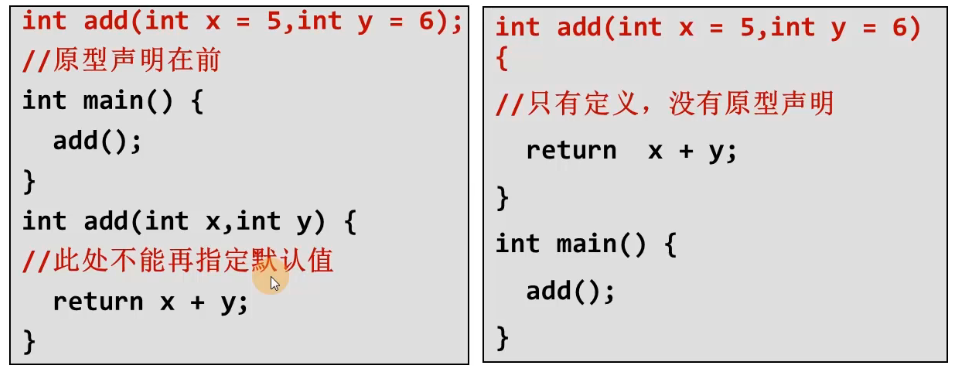 int add(int x = 5,int y = 6);
//原型声明在前
int main() {
  add();
}
int add(int x,int y) {
//此处不能再指定默认值
  return x + y;
}
int add(int x = 5,int y = 6)
{
//只有定义，没有原型声明
  return  x + y;
}
int main() {
  add();
}